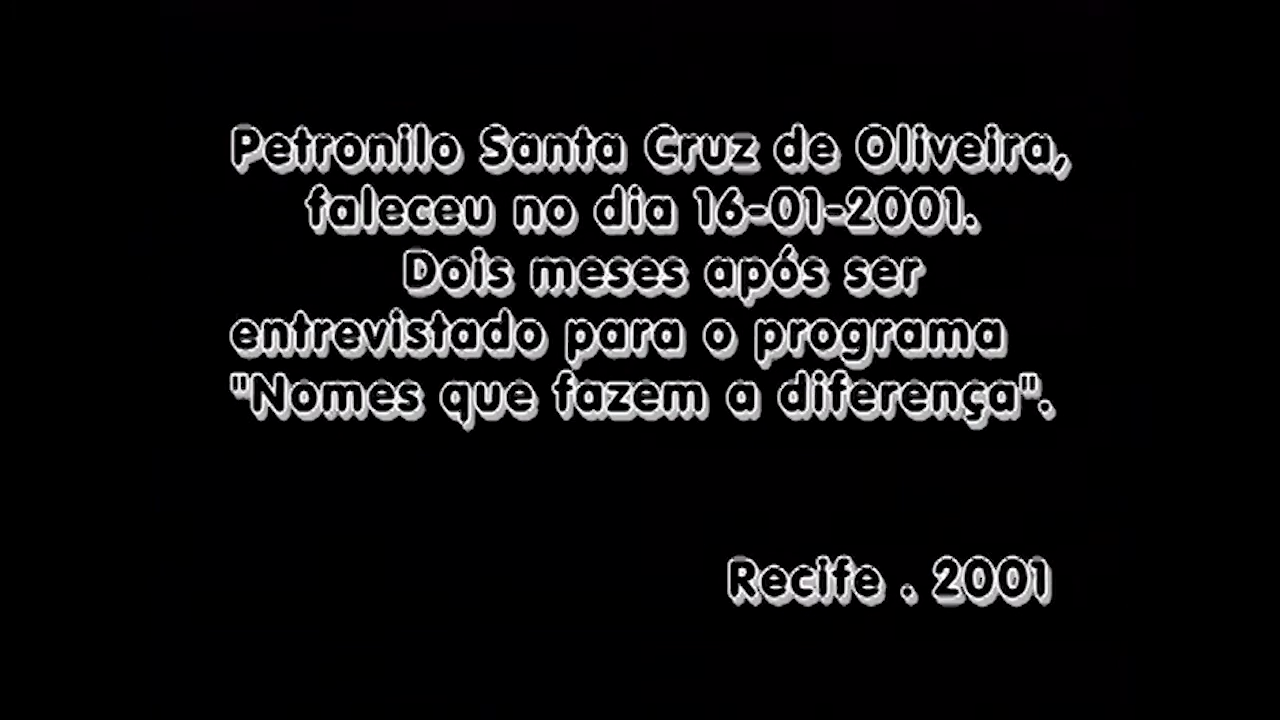 Petronilo Santa Cruz de Oliveira,
faleceu no dia 16-01-2001.
Dois meses após ser
entrevistado para o programa
"Nomes que fazem a diferença".
Recife . 2001